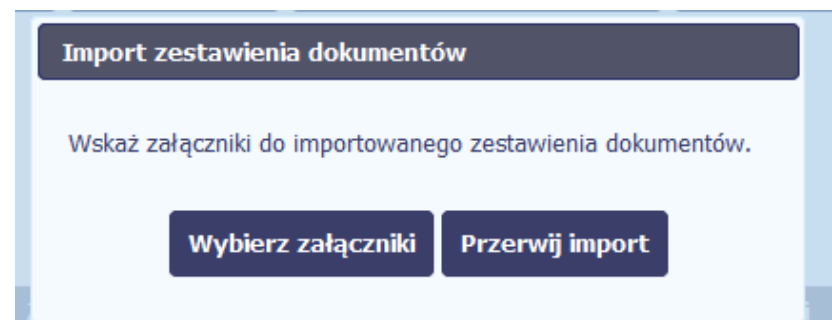 Import zestawienia dokumentów
Wskaż załączniki do importowanego zestawienia dokumentów.
Wybierz załączniki Przerwij import